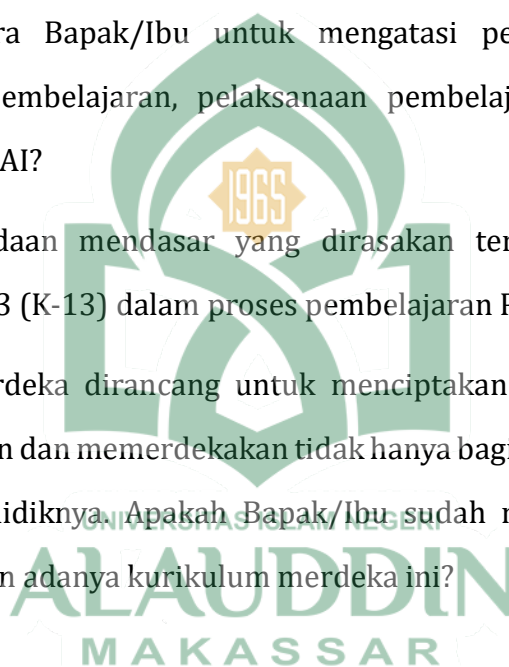 ra Bapak/Ibu untuk mengatasi pe
embelajaran, pelaksanaan pembelaj
AI?
1965
daan mendasar yang dirasakan ter
3 (K-13) dalam proses pembelajaran P
rdeka dirancang untuk menciptakan
n dan memerdekakan tidak hanya bagi
idiknya. Apakah Bapak/Ibu sudah
UNIVERSITAS ISLAM NEGERI
n adanya kurikulum merdeka ini?
ALAUDDIN
MAKASSAR